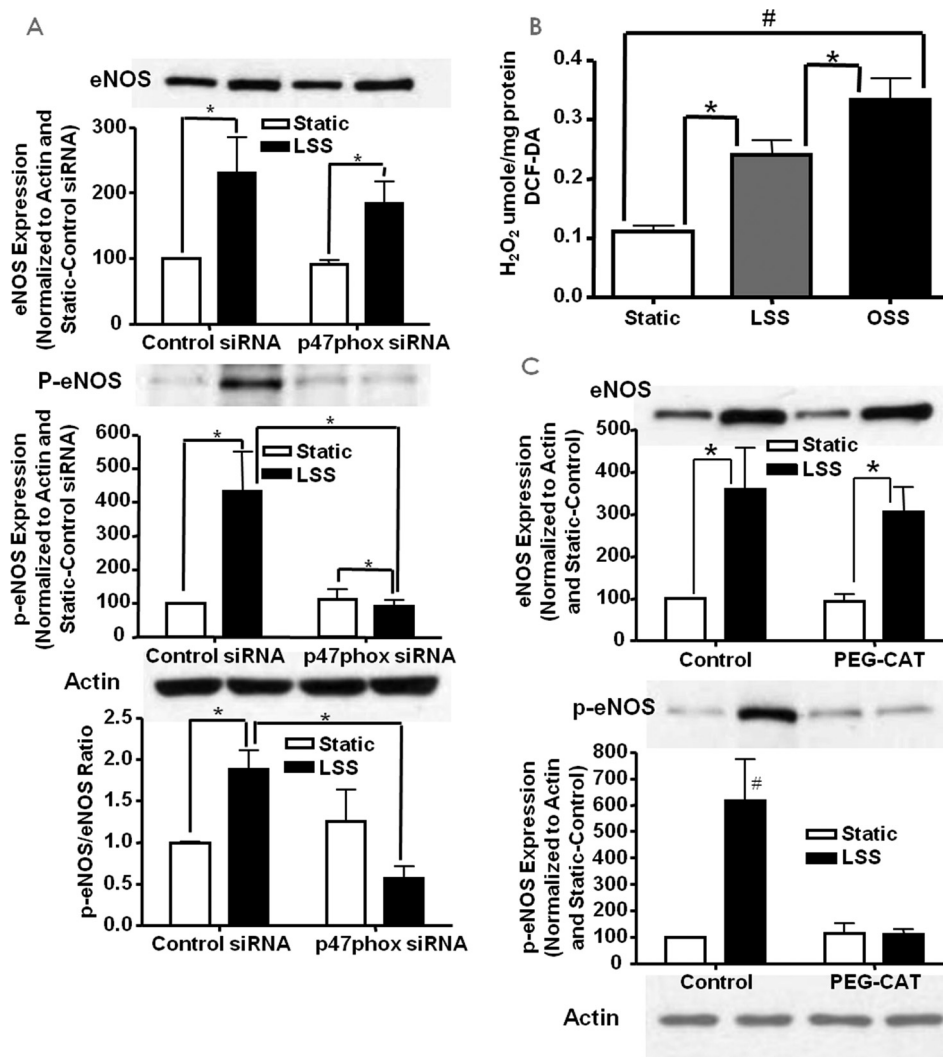 A
eNOS
eNOS Expression
(Normalized to Actin and
Static-Control siRNA)
300
200
100
0
*
*
Static
LSS
Control siRNA
p47phox siRNA
P-eNOS
p-eNOS Expression
(Normalized to Actin and
Static-Control siRNA)
600
500
400
300
200
100
0
*
*
*
Static
LSS
Control siRNA
p47phox siRNA
Actin
p-eNOS/eNOS Ratio
2.5
2.0
1.5
1.0
0.5
0.0
*
*
Static
LSS
Control siRNA
p47phox siRNA
B
#
H2O2 umole/mg protein
DCF-DA
0.4
0.3
0.2
0.1
0.0
*
*
Static
LSS
OSS
C
eNOS
eNOS Expression
(Normalized to Actin
and Static-Control)
500
400
300
200
100
0
*
*
Static
LSS
Control
PEG-CAT
p-eNOS
p-eNOS Expression
(Normalized to Actin
and Static-Control)
800
700
600
500
400
300
200
100
0
#
Static
LSS
Control
PEG-CAT
Actin